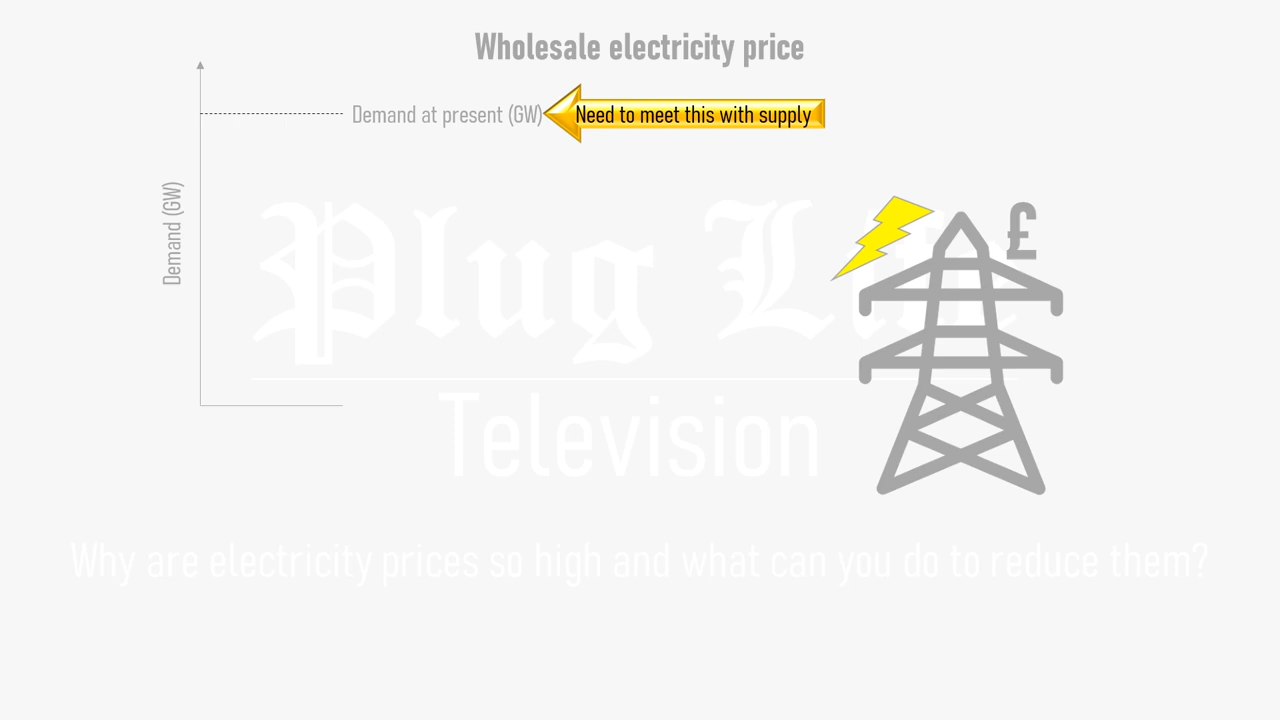 Wholesale electricity price
Demand at present (GW)
Need to meet this with supply
Demand (GW)
£
Plug Life
Television
Why are electricity prices so high and what can you do to reduce them?